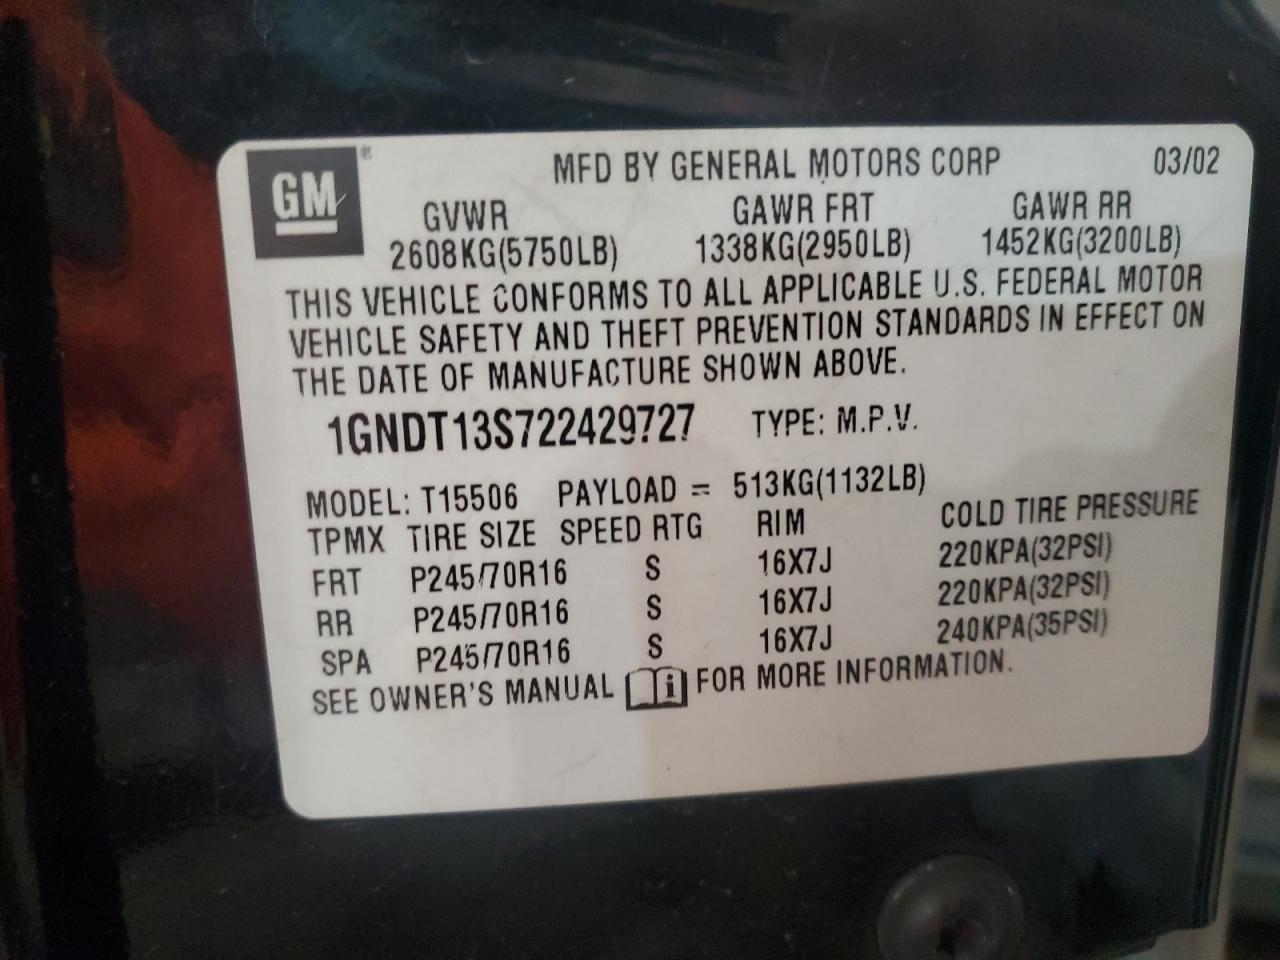 GM® MFD BY GENERAL MOTORS CORP 03/02
GVWR GAWR FRT GAWR RR
2608KG(5750LB) 1338KG(2950LB) 1452KG(3200LB)
THIS VEHICLE CONFORMS TO ALL APPLICABLE U.S. FEDERAL MOTOR
VEHICLE SAFETY AND THEFT PREVENTION STANDARDS IN EFFECT ON
THE DATE OF MANUFACTURE SHOWN ABOVE.
1GNDT13S722429727 TYPE: M.P.V.
MODEL: T15506 PAYLOAD = 513KG(1132LB)
TPMX TIRE SIZE SPEED RTG RIM COLD TIRE PRESSURE
FRT P245/70R16 S 16X7J 220KPA(32PSI)
RR P245/70R16 S 16X7J 220KPA(32PSI)
SPA P245/70R16 S 16X7J 240KPA(35PSI)
SEE OWNER'S MANUAL i FOR MORE INFORMATION.